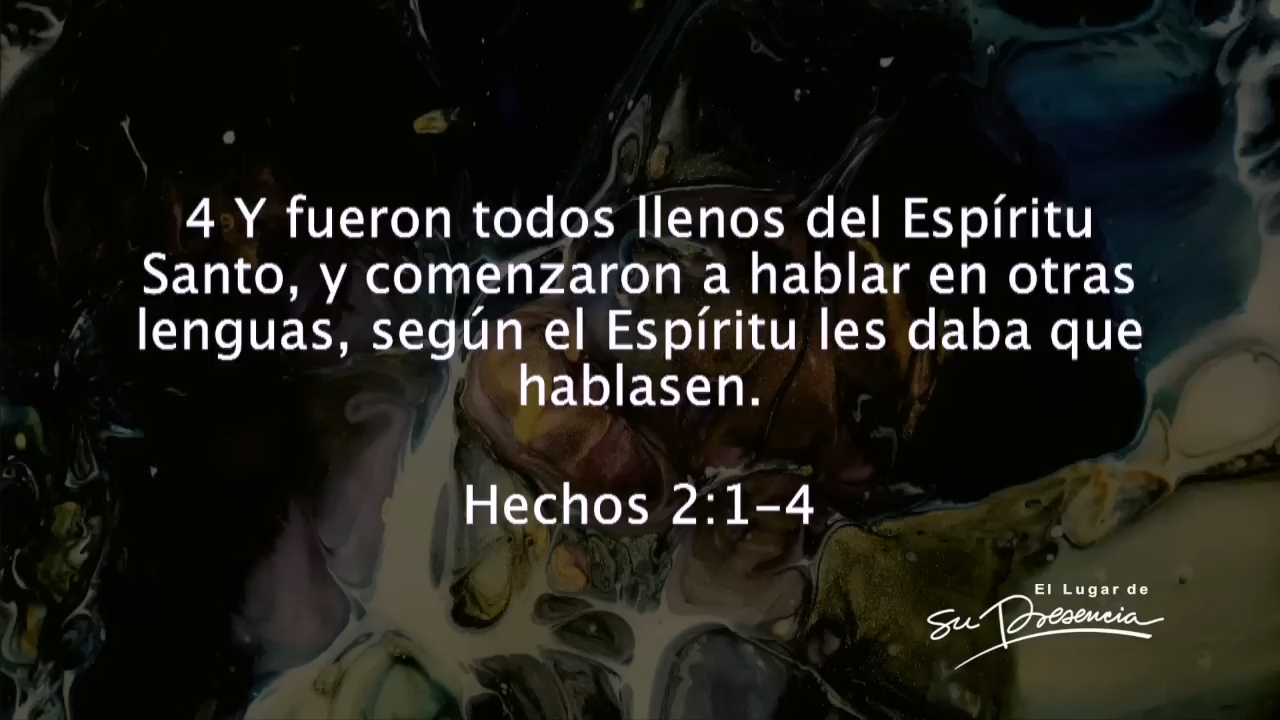 4 Y fueron todos llenos del Espíritu
Santo, y comenzaron a hablar en otras
lenguas, según el Espíritu les daba que
hablasen.
Hechos 2:1-4
El Lugar de
Su Presencia